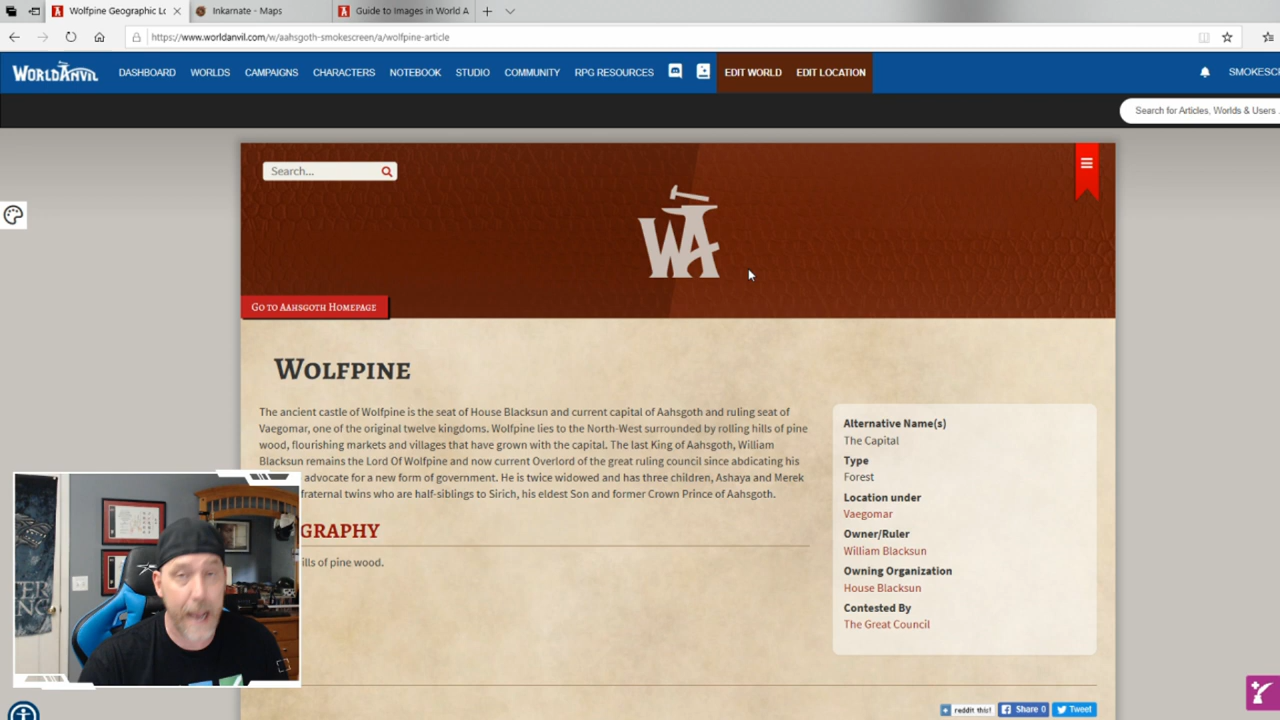 Wolfpine Geographic Lo
Inkarnate - Maps
Guide to Images in World A
https://www.worldanvil.com/w/aahsgoth-smokescreen/a/wolfpine-article
WORLDANVIL DASHBOARD WORLDS CAMPAIGNS CHARACTERS NOTEBOOK STUDIO COMMUNITY RPG RESOURCES EDIT WORLD EDIT LOCATION SMOKESC
Search for Articles, Worlds & Users
Search...
WA
GO TO AAHSGOTH HOMEPAGE
WOLFPINE
The ancient castle of Wolfpine is the seat of House Blacksun and current capital of Aahsgoth and ruling seat of
Vaegomar, one of the original twelve kingdoms. Wolfpine lies to the North-West surrounded by rolling hills of pine
wood, flourishing markets and villages that have grown with the capital. The last King of Aahsgoth, William
Blacksun remains the Lord Of Wolfpine and now current Overlord of the great ruling council since abdicating his
advocate for a new form of government. He is twice widowed and has three children, Ashaya and Merek
fraternal twins who are half-siblings to Sirich, his eldest Son and former Crown Prince of Aahsgoth.
GRAPHY
ills of pine wood.
Alternative Name(s)
The Capital
Type
Forest
Location under
Vaegomar
Owner/Ruler
William Blacksun
Owning Organization
House Blacksun
Contested By
The Great Council
reddit this!
Share 0
Tweet